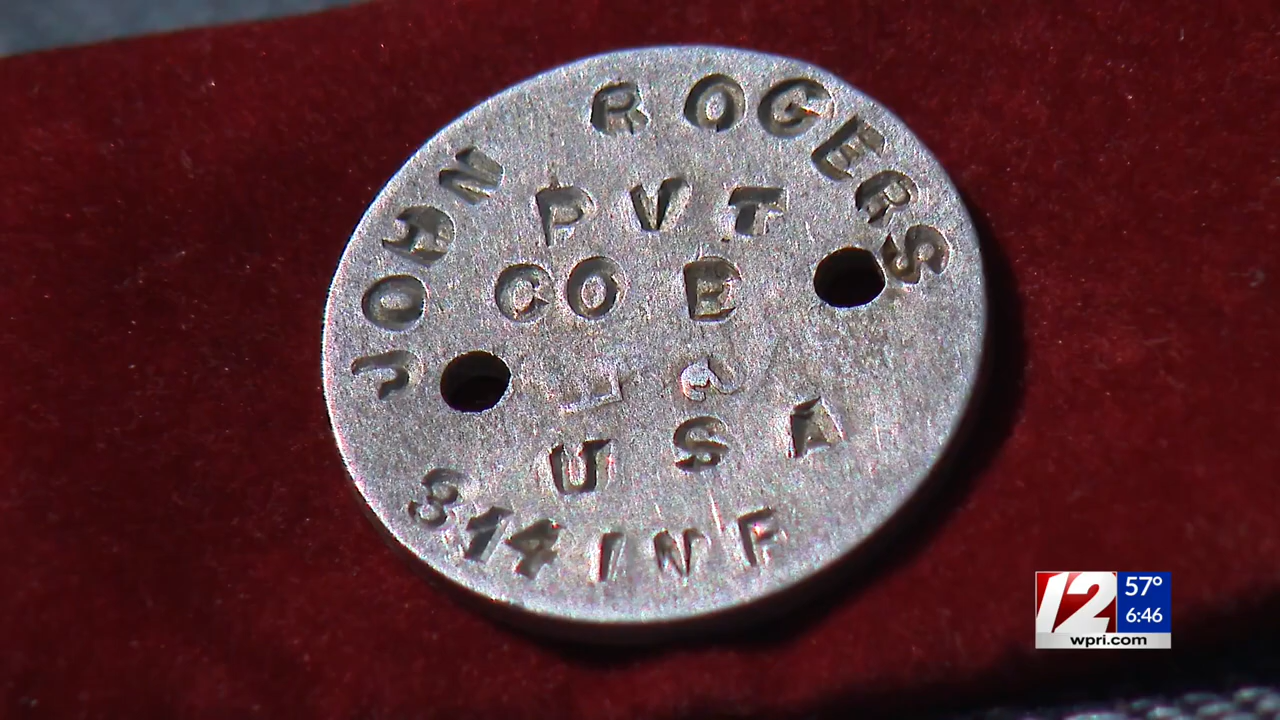 JOHN ROGERS
PVT
CO E
U S A
314 INF
12
57°
6:46
wpri.com